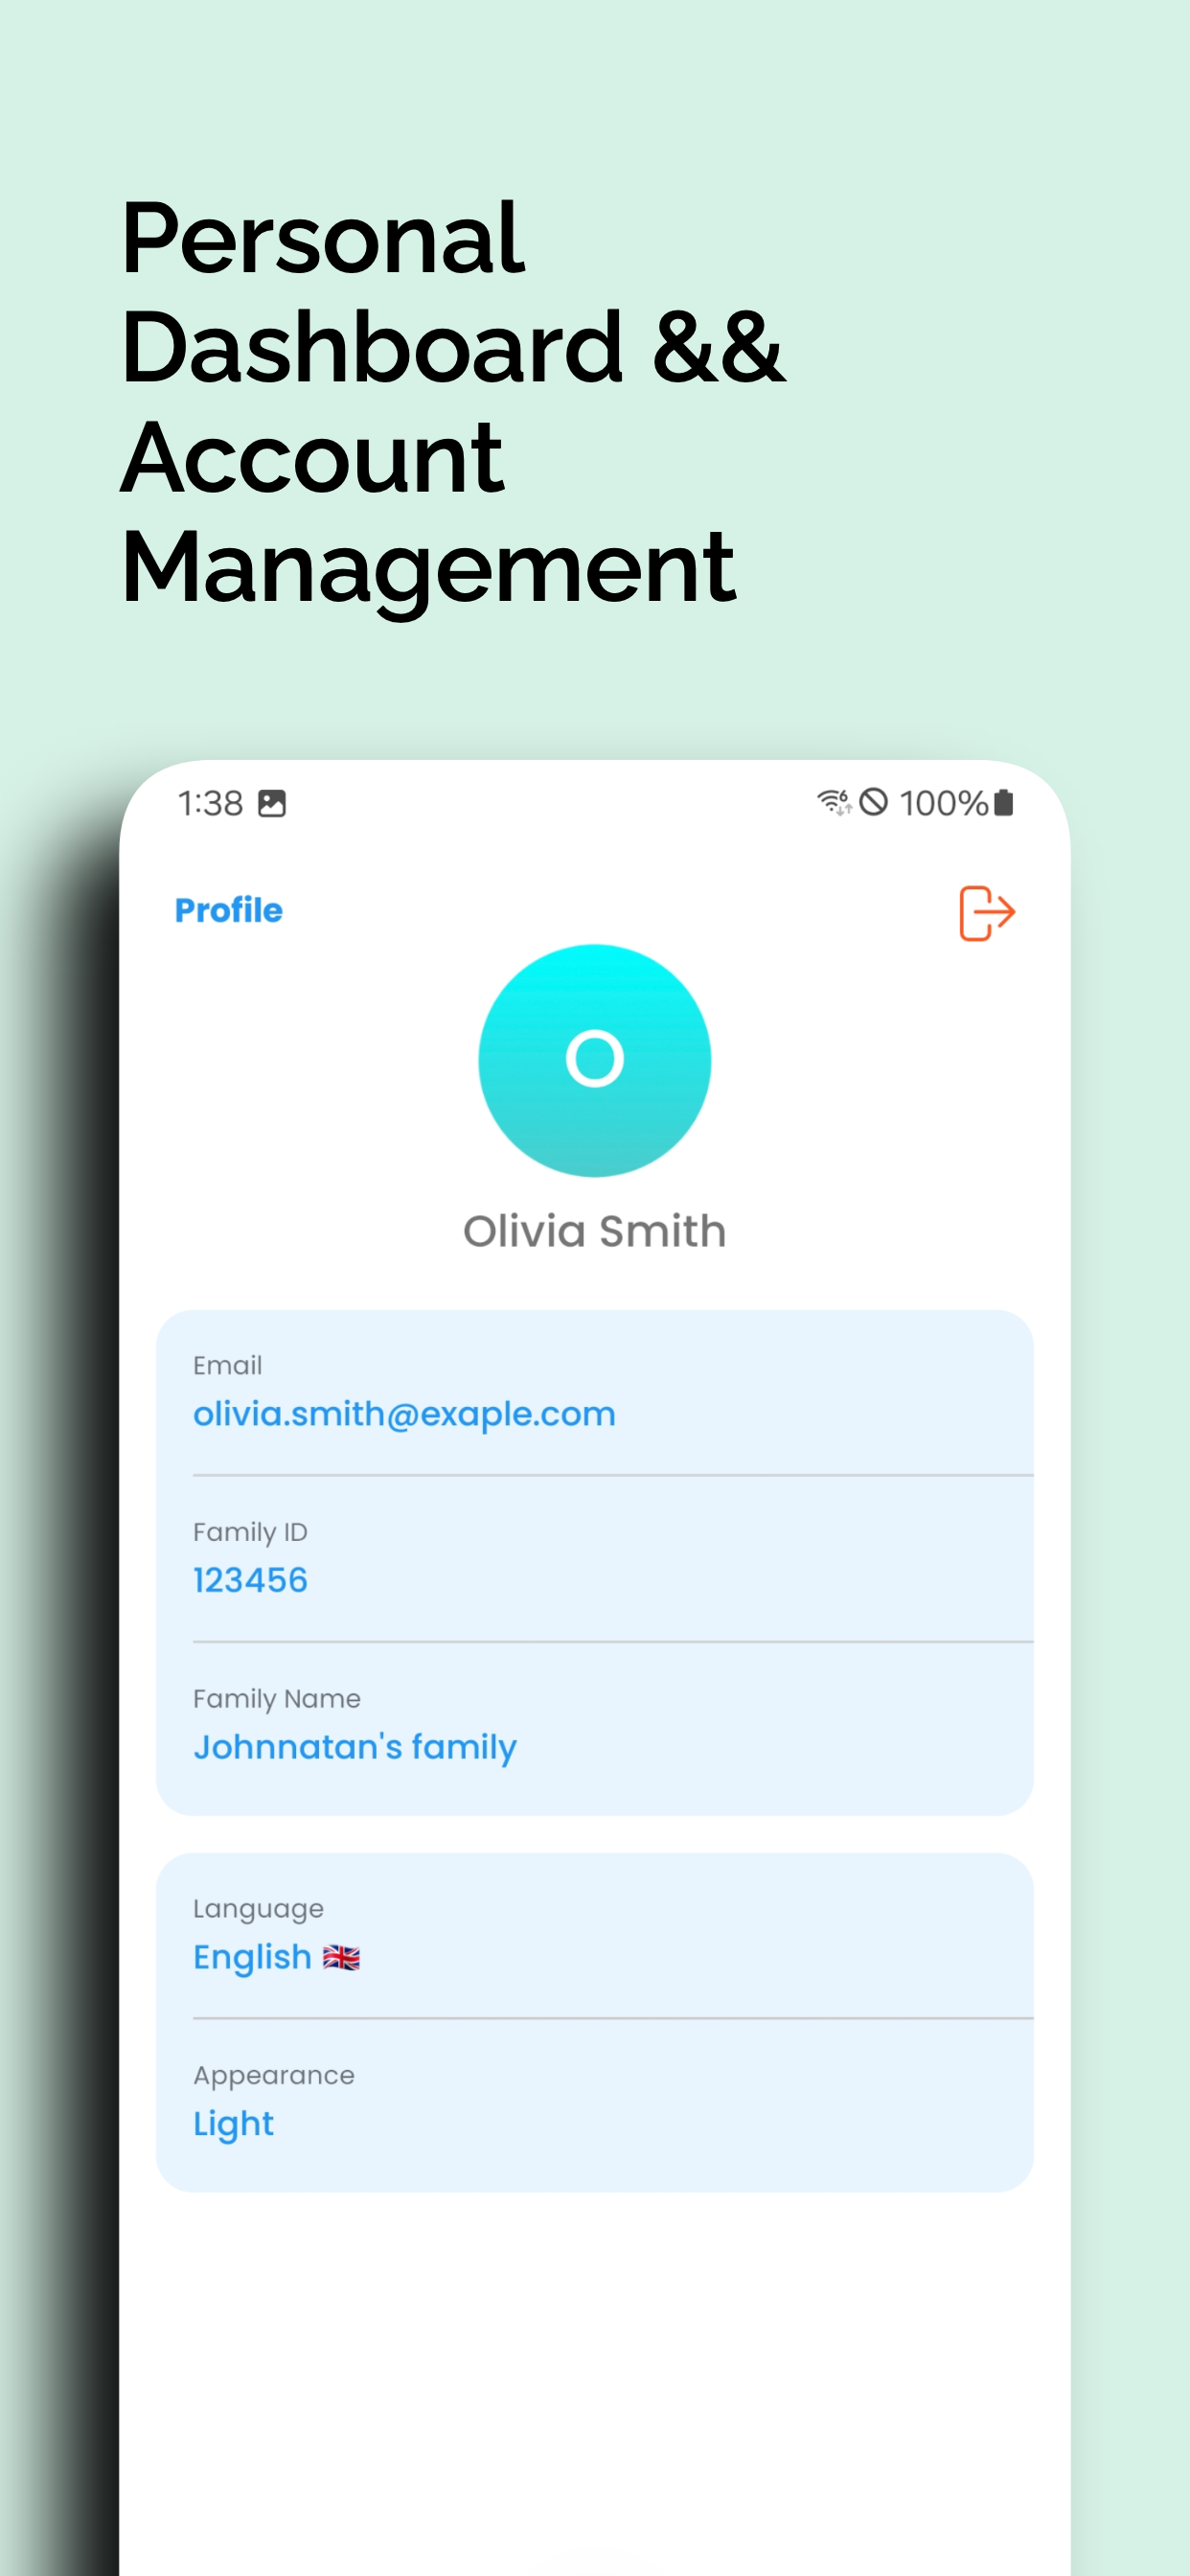 Personal
Dashboard &&
Account
Management
1:38
6 100%
Profile
O
Olivia Smith
Email
olivia.smith@exaple.com
Family ID
123456
Family Name
Johnnatan's family
Language
English 🇬🇧
Appearance
Light